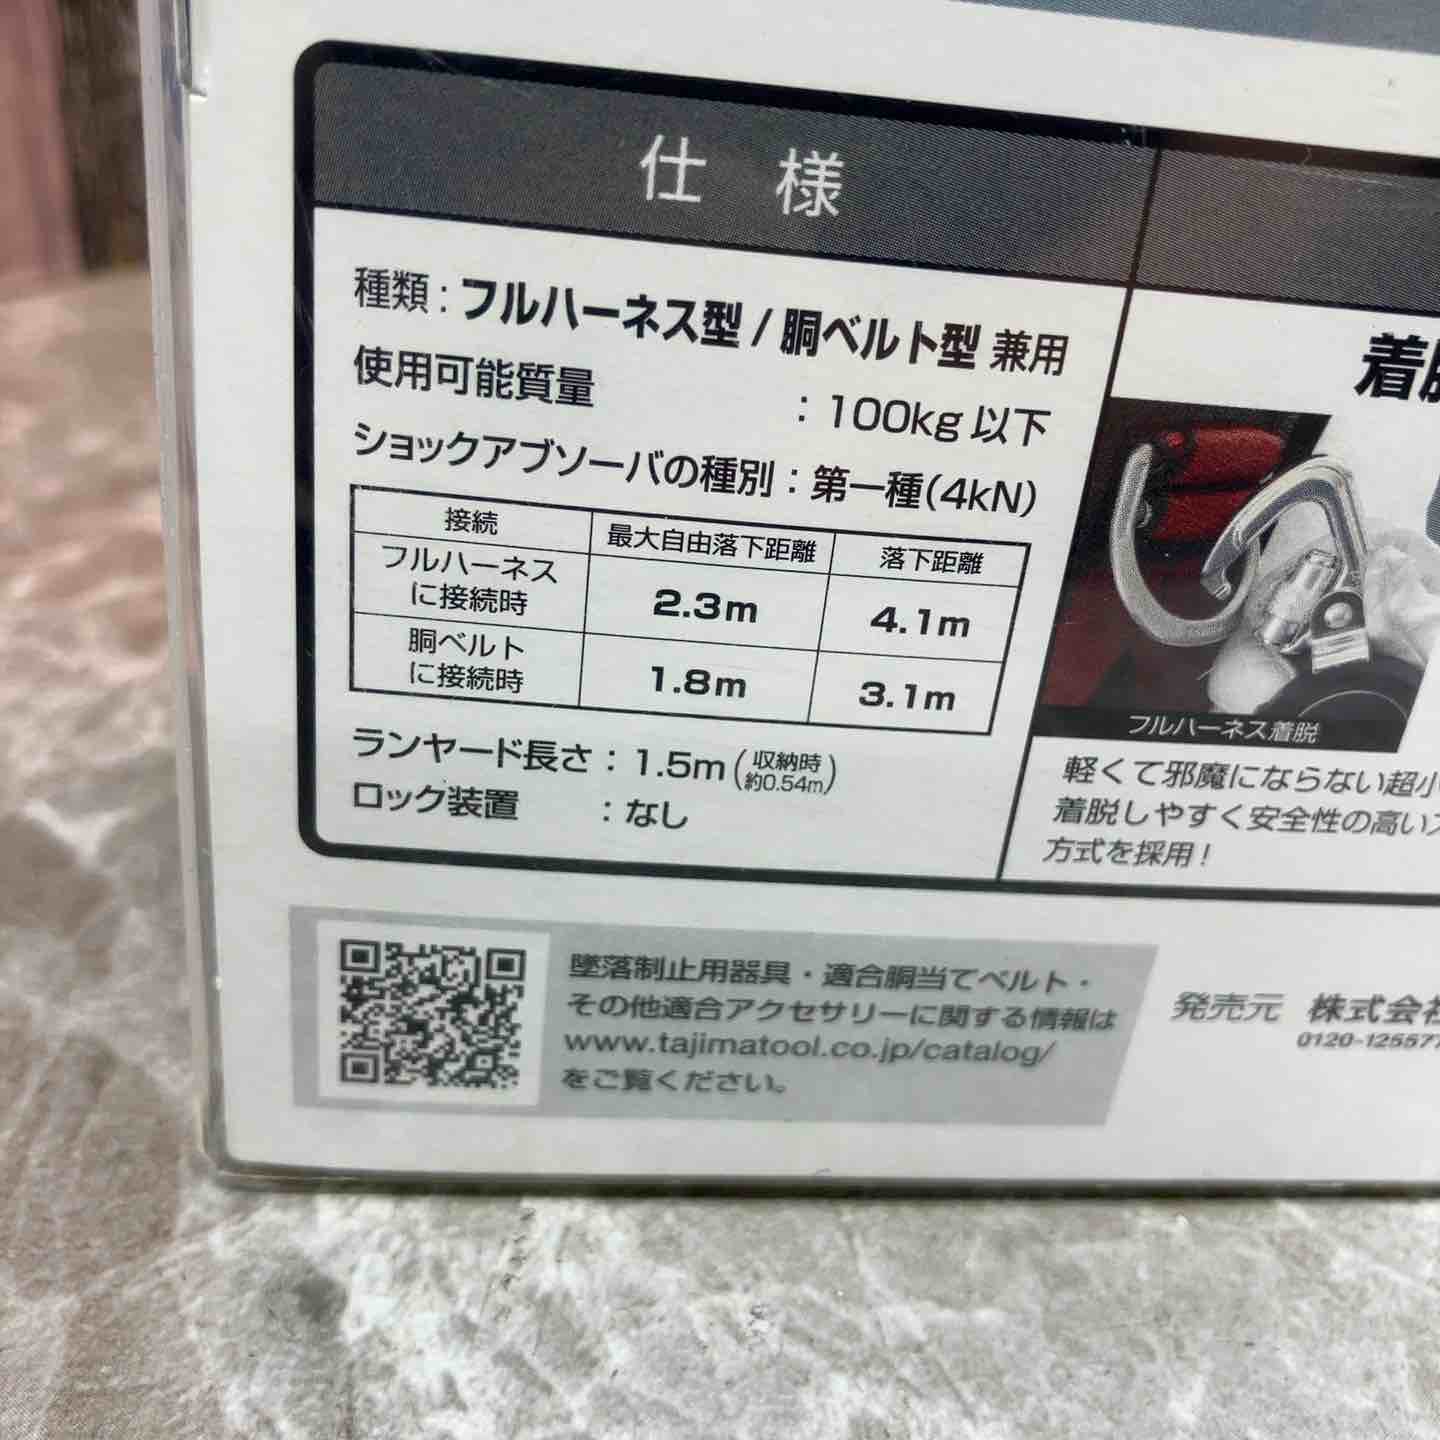 仕様
種類：フルハーネス型 / 胴ベルト型 兼用
使用可能質量：100kg 以下
ショックアブソーバの種別：第一種(4kN)
接続 最大自由落下距離 落下距離
フルハーネスに接続時 2.3m 4.1m
胴ベルトに接続時 1.8m 3.1m
ランヤード長さ：1.5m(収納時約0.54m)
ロック装置：なし
着脱
フルハーネス着脱
軽くて邪魔にならない超小
着脱しやすく安全性の高い
方式を採用！
墜落制止用器具・適合胴当てベルト・
その他適合アクセサリーに関する情報は
www.tajimatool.co.jp/catalog/
をご覧ください。
発売元 株式会社
0120-12557